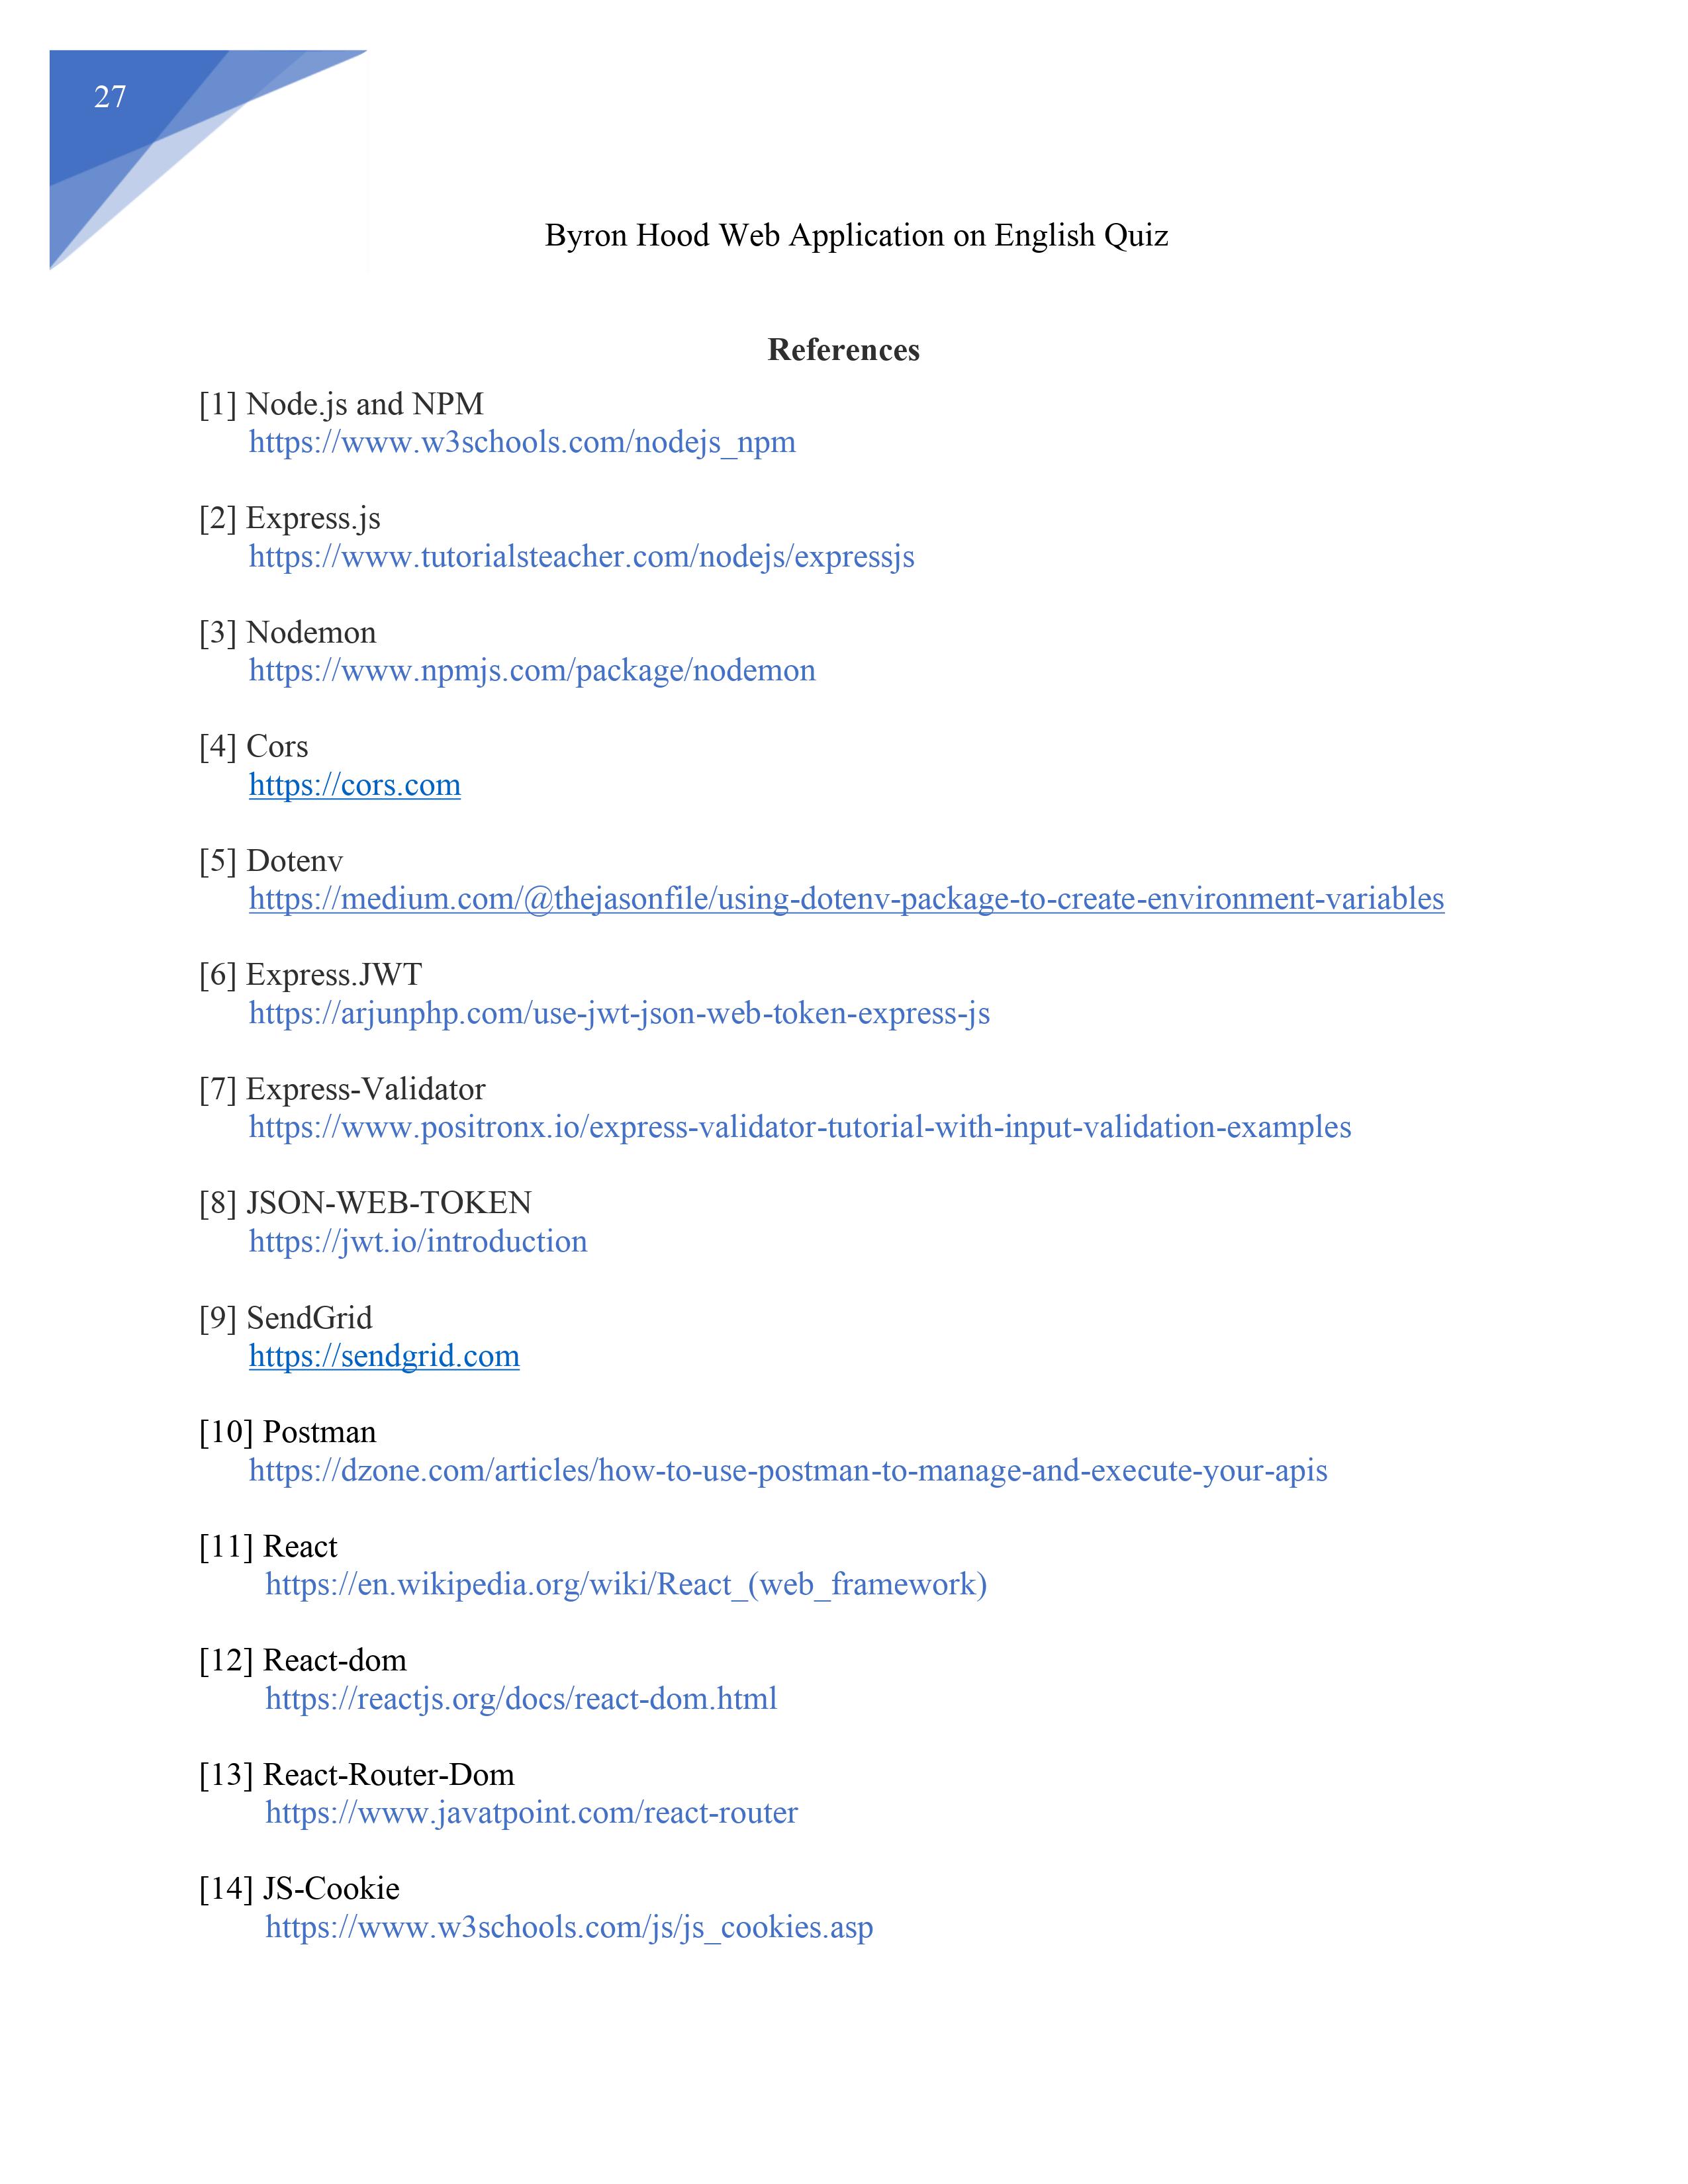 27
Byron Hood Web Application on English Quiz
References
[1] Node.js and NPM
https://www.w3schools.com/nodejs_npm
[2] Express.js
https://www.tutorialsteacher.com/nodejs/expressjs
[3] Nodemon
https://www.npmjs.com/package/nodemon
[4] Cors
https://cors.com
[5] Dotenv
https://medium.com/@thejasonfile/using-dotenv-package-to-create-environment-variables
[6] Express.JWT
https://arjunphp.com/use-jwt-json-web-token-express-js
[7] Express-Validator
https://www.positronx.io/express-validator-tutorial-with-input-validation-examples
[8] JSON-WEB-TOKEN
https://jwt.io/introduction
[9] SendGrid
https://sendgrid.com
[10] Postman
https://dzone.com/articles/how-to-use-postman-to-manage-and-execute-your-apis
[11] React
https://en.wikipedia.org/wiki/React_(web_framework)
[12] React-dom
https://reactjs.org/docs/react-dom.html
[13] React-Router-Dom
https://www.javatpoint.com/react-router
[14] JS-Cookie
https://www.w3schools.com/js/js_cookies.asp